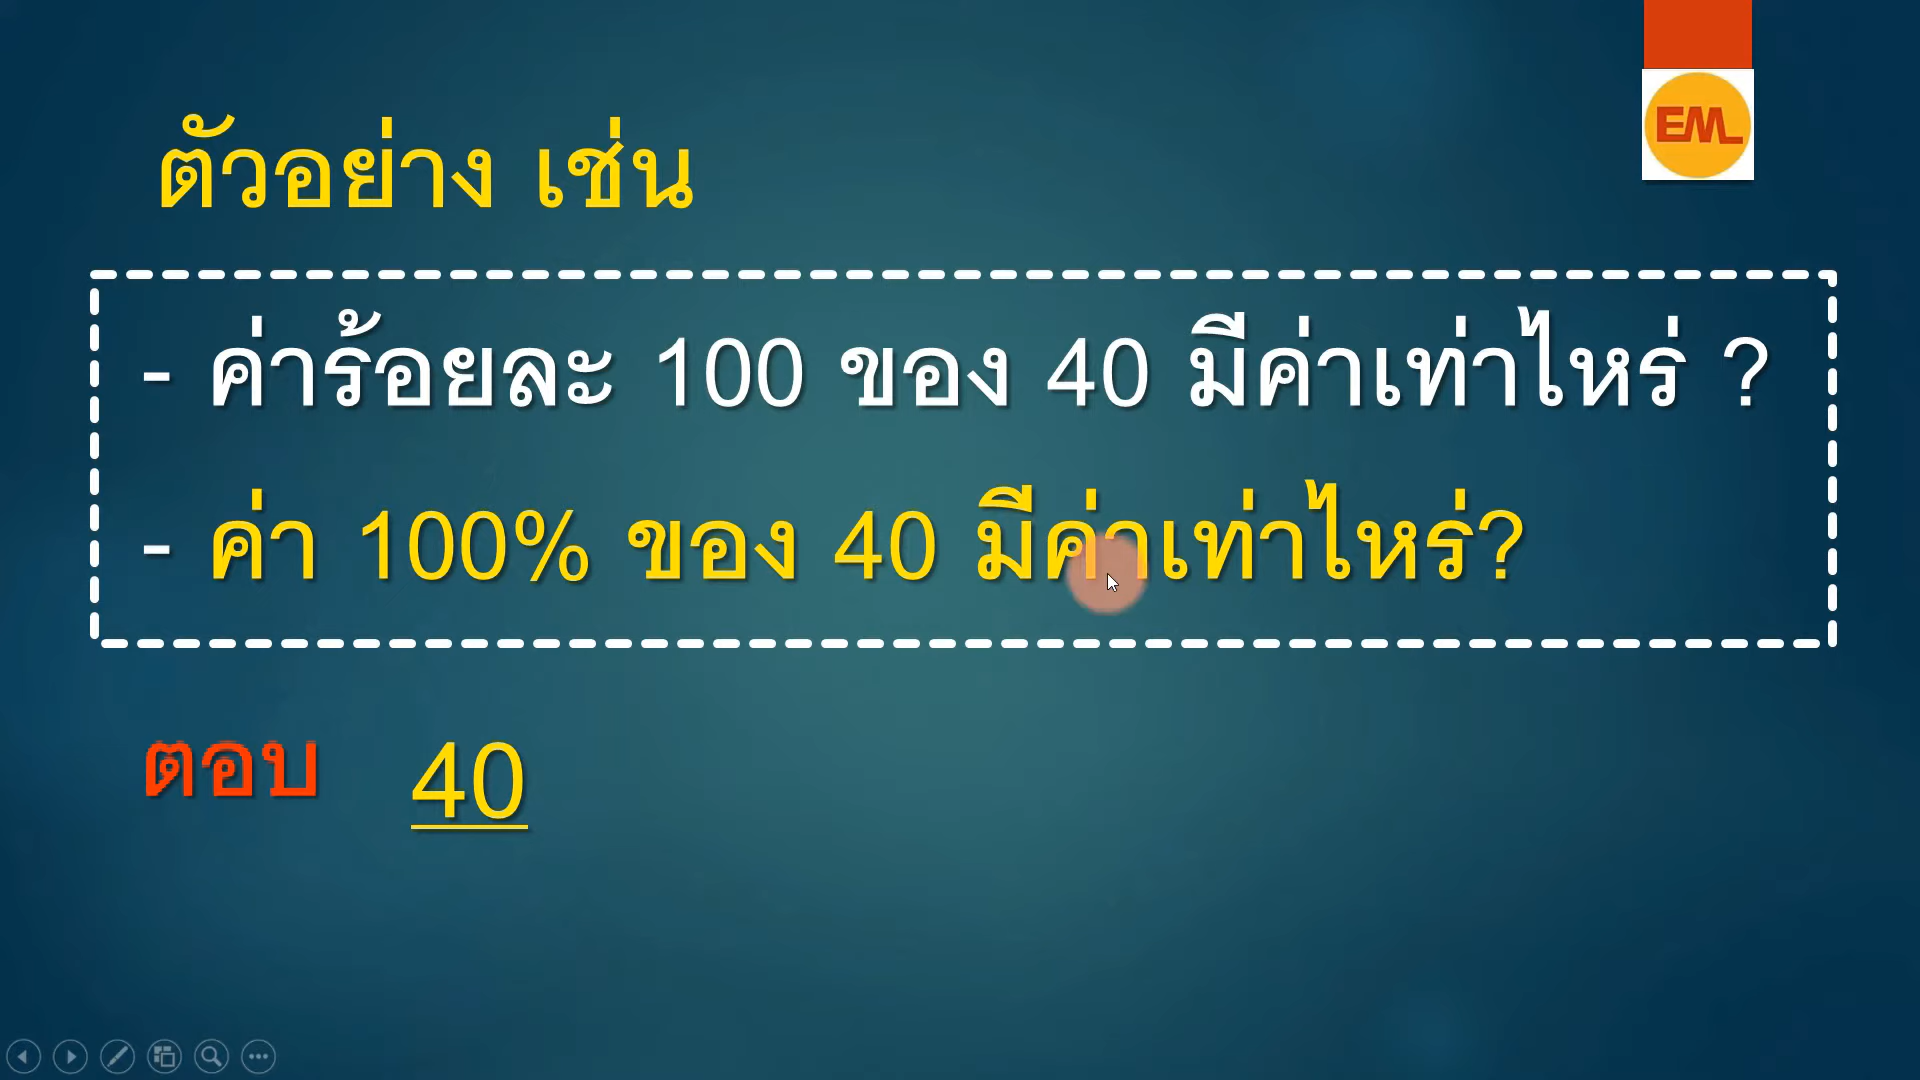 EML
ตัวอย่าง เช่น
- ค่าร้อยละ 100 ของ 40 มีค่าเท่าไหร่ ?
- ค่า 100% ของ 40 มีค่าเท่าไหร่?
ตอบ 40